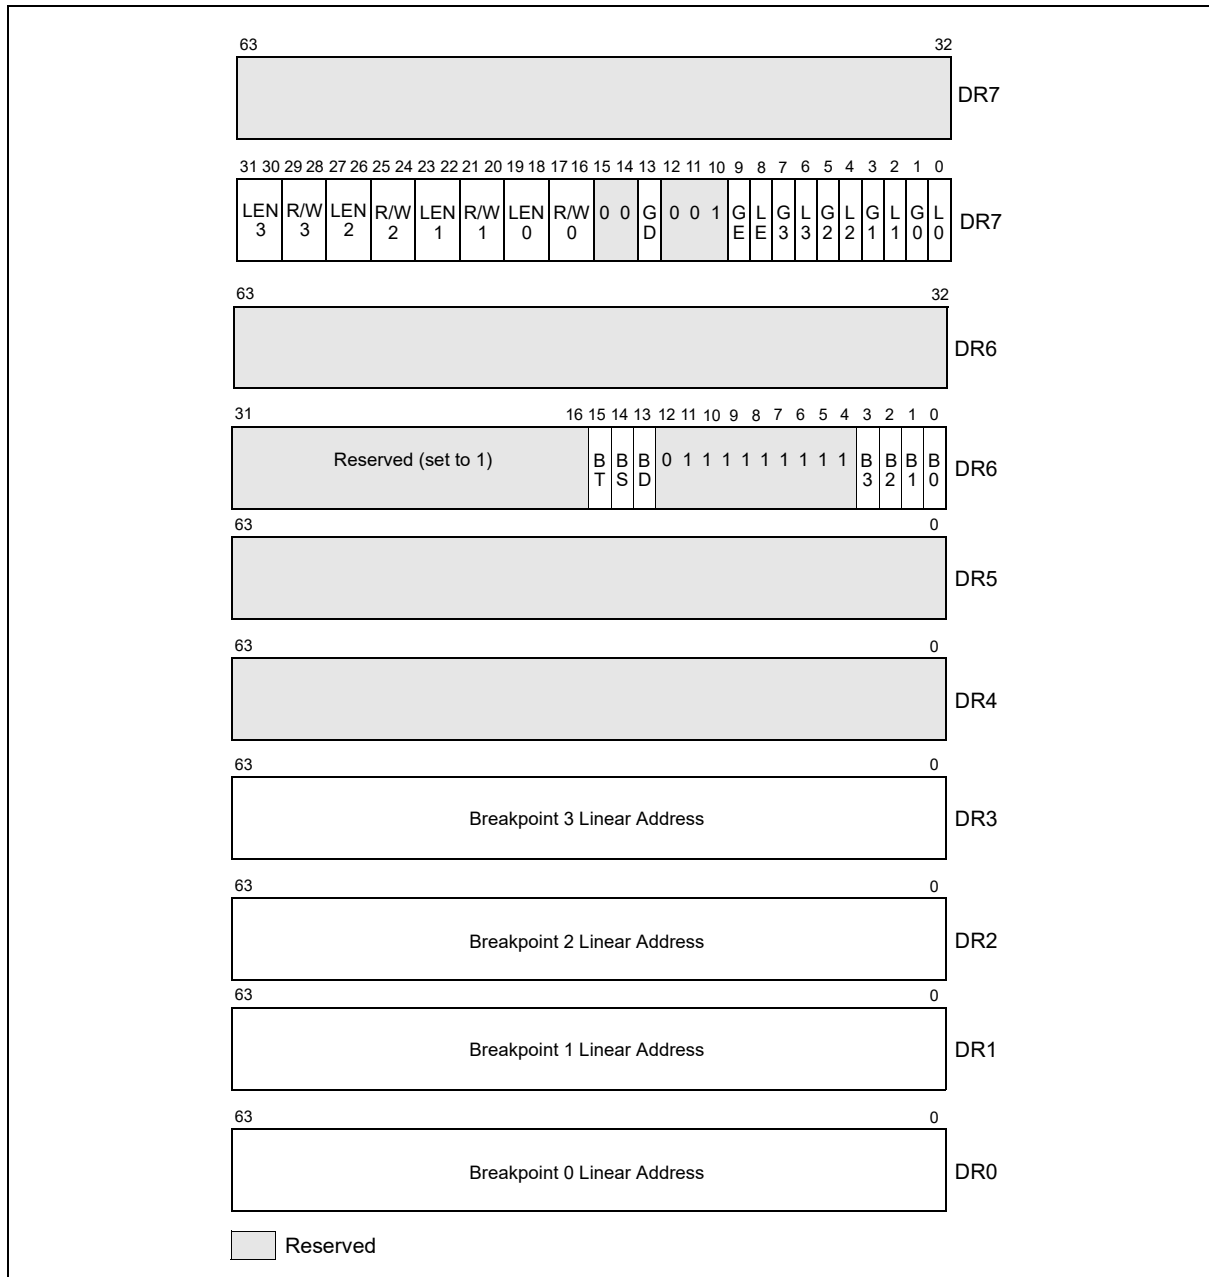 63 32
DR7
31 30 29 28 27 26 25 24 23 22 21 20 19 18 17 16 15 14 13 12 11 10 9 8 7 6 5 4 3 2 1 0
LEN R/W LEN R/W LEN R/W LEN R/W 0 0 G 0 0 1 G L G L G L G L G L DR7
3 3 2 2 1 1 0 0 D E E 3 3 2 2 1 1 0 0
63 32
DR6
31 16 15 14 13 12 11 10 9 8 7 6 5 4 3 2 1 0
Reserved (set to 1) B B B 0 1 1 1 1 1 1 1 1 B B B B DR6
T S D 3 2 1 0
63 0
DR5
63 0
DR4
63 0
Breakpoint 3 Linear Address DR3
63 0
Breakpoint 2 Linear Address DR2
63 0
Breakpoint 1 Linear Address DR1
63 0
Breakpoint 0 Linear Address DR0
Reserved